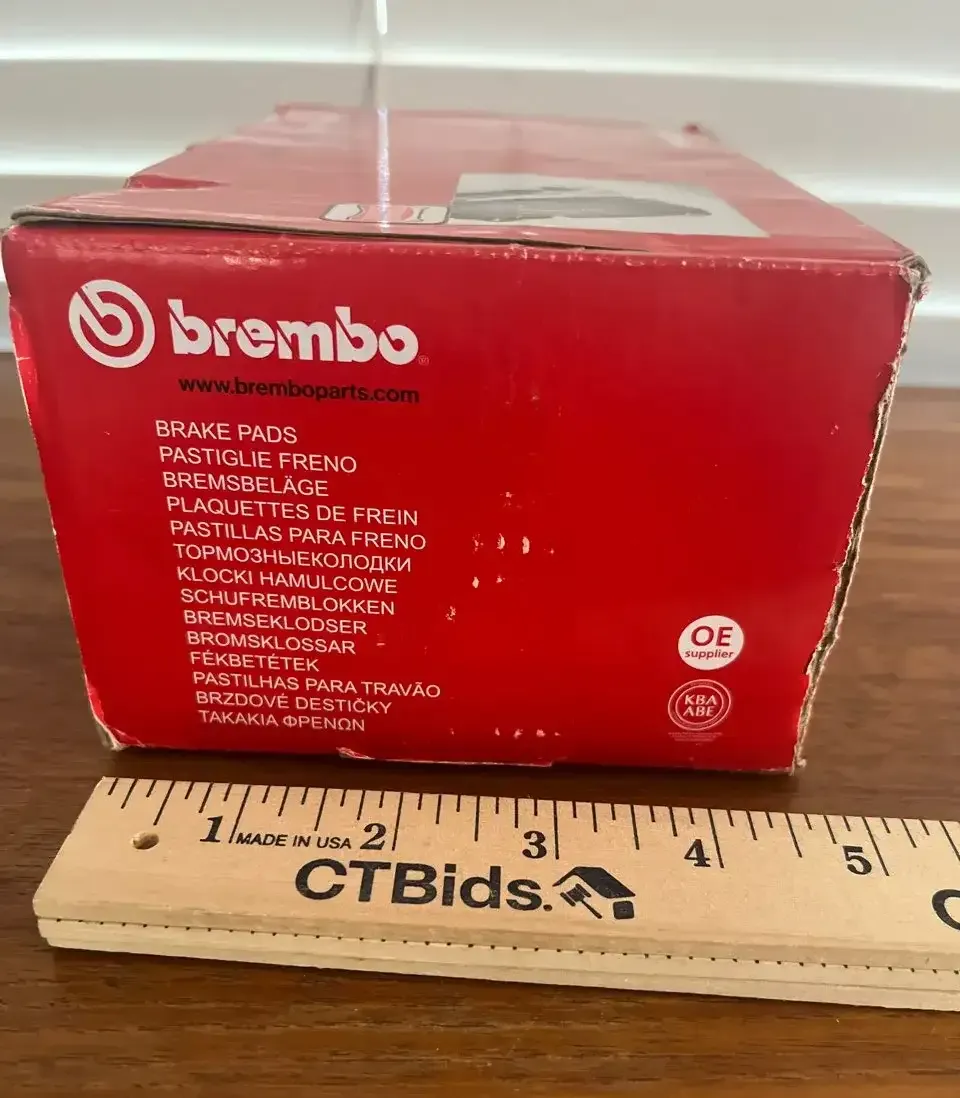 brembo®
www.bremboparts.com
BRAKE PADS
PASTIGLIE FRENO
BREMSBELÄGE
PLAQUETTES DE FREIN
PASTILLAS PARA FRENO
ТОРМОЗНЫЕКОЛОДКИ
KLOCKI HAMULCOWE
SCHUFREMBLOKKEN
BREMSEKLODSER
BROMSKLOSSAR
FÉKBETÉTEK
PASTILHAS PARA TRAVÃO
BRZDOVÉ DESTIČKY
ΤΑΚΑΚΙΑ ΦΡΕΝΩΝ
OE
supplier
KBA
ABE
1 MADE IN USA 2 3 4 5
CTBids.